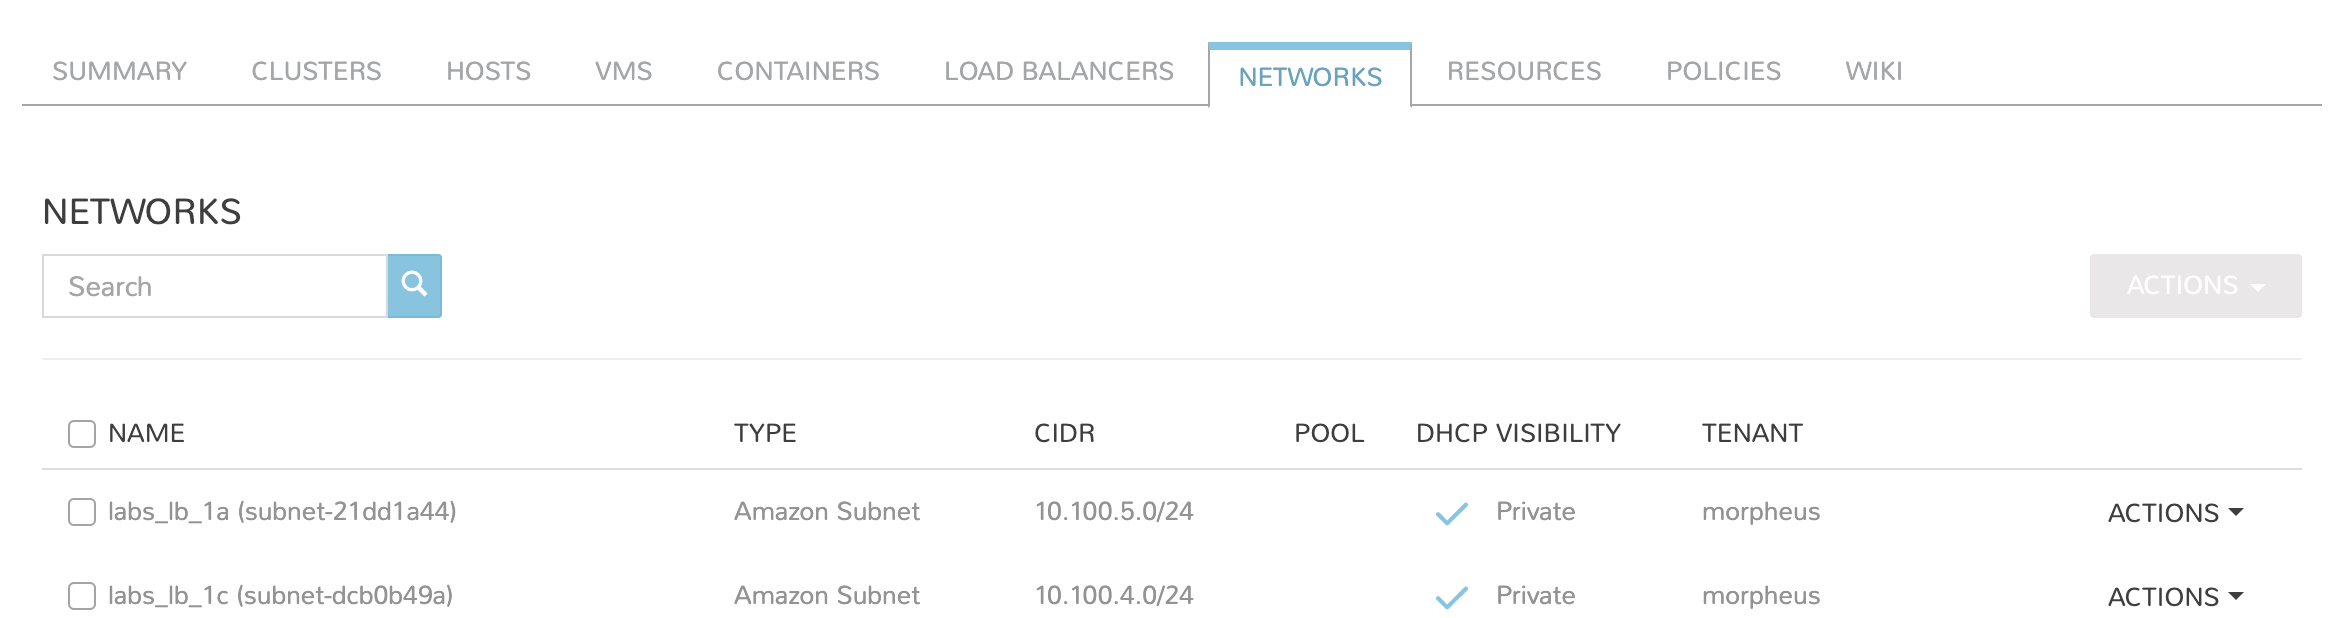 SUMMARY CLUSTERS HOSTS VMS CONTAINERS LOAD BALANCERS NETWORKS RESOURCES POLICIES WIKI
NETWORKS
Search
ACTIONS
NAME TYPE CIDR POOL DHCP VISIBILITY TENANT
labs_lb_1a (subnet-21dd1a44) Amazon Subnet 10.100.5.0/24 Private morpheus ACTIONS
labs_lb_1c (subnet-dcb0b49a) Amazon Subnet 10.100.4.0/24 Private morpheus ACTIONS